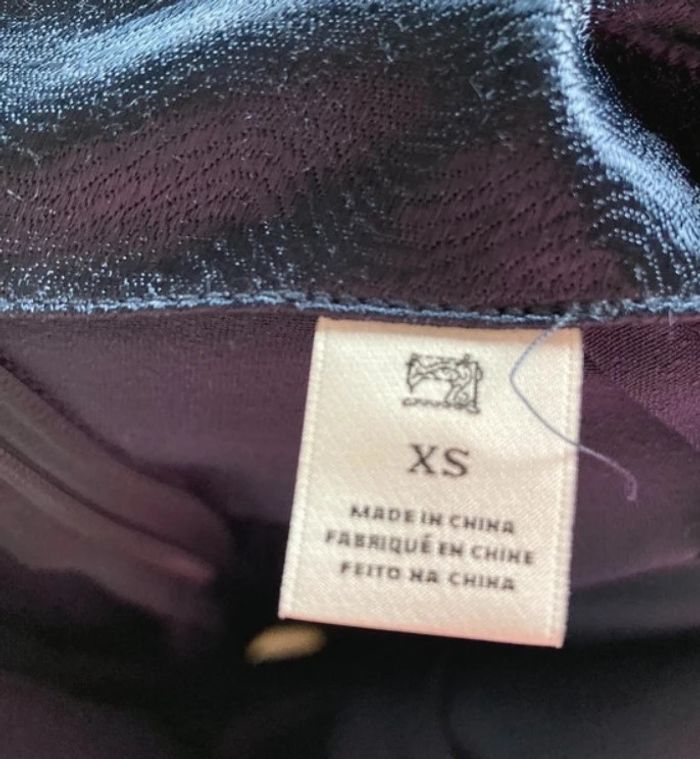 XS
MADE IN CHINA
FABRIQUÉ EN CHINE
FEITO NA CHINA